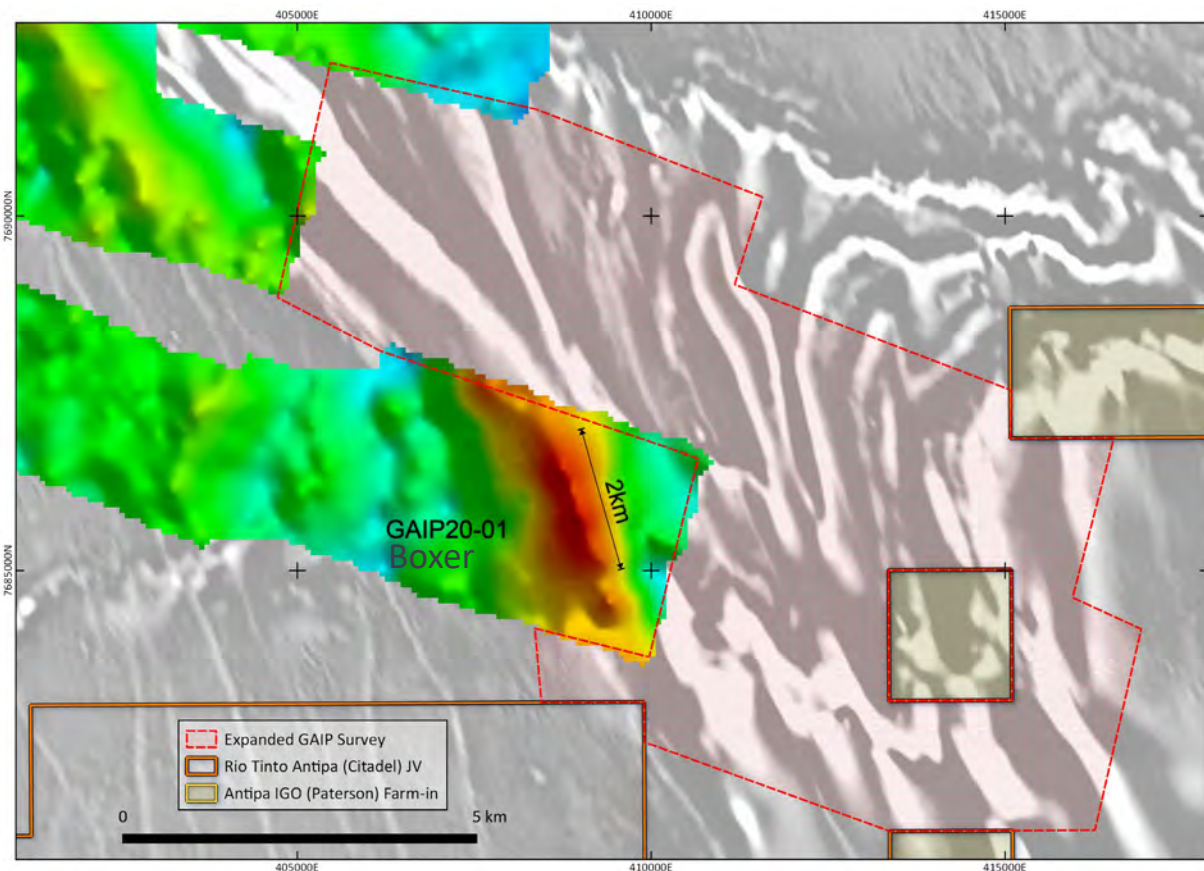 405000E
410000E
415000E
7690000N
7685000N
2km
GAIP20-01
Boxer
Expanded GAIP Survey
Rio Tinto Antipa (Citadel) JV
Antipa IGO (Paterson) Farm-in
0
5 km
405000E
410000E
415000E